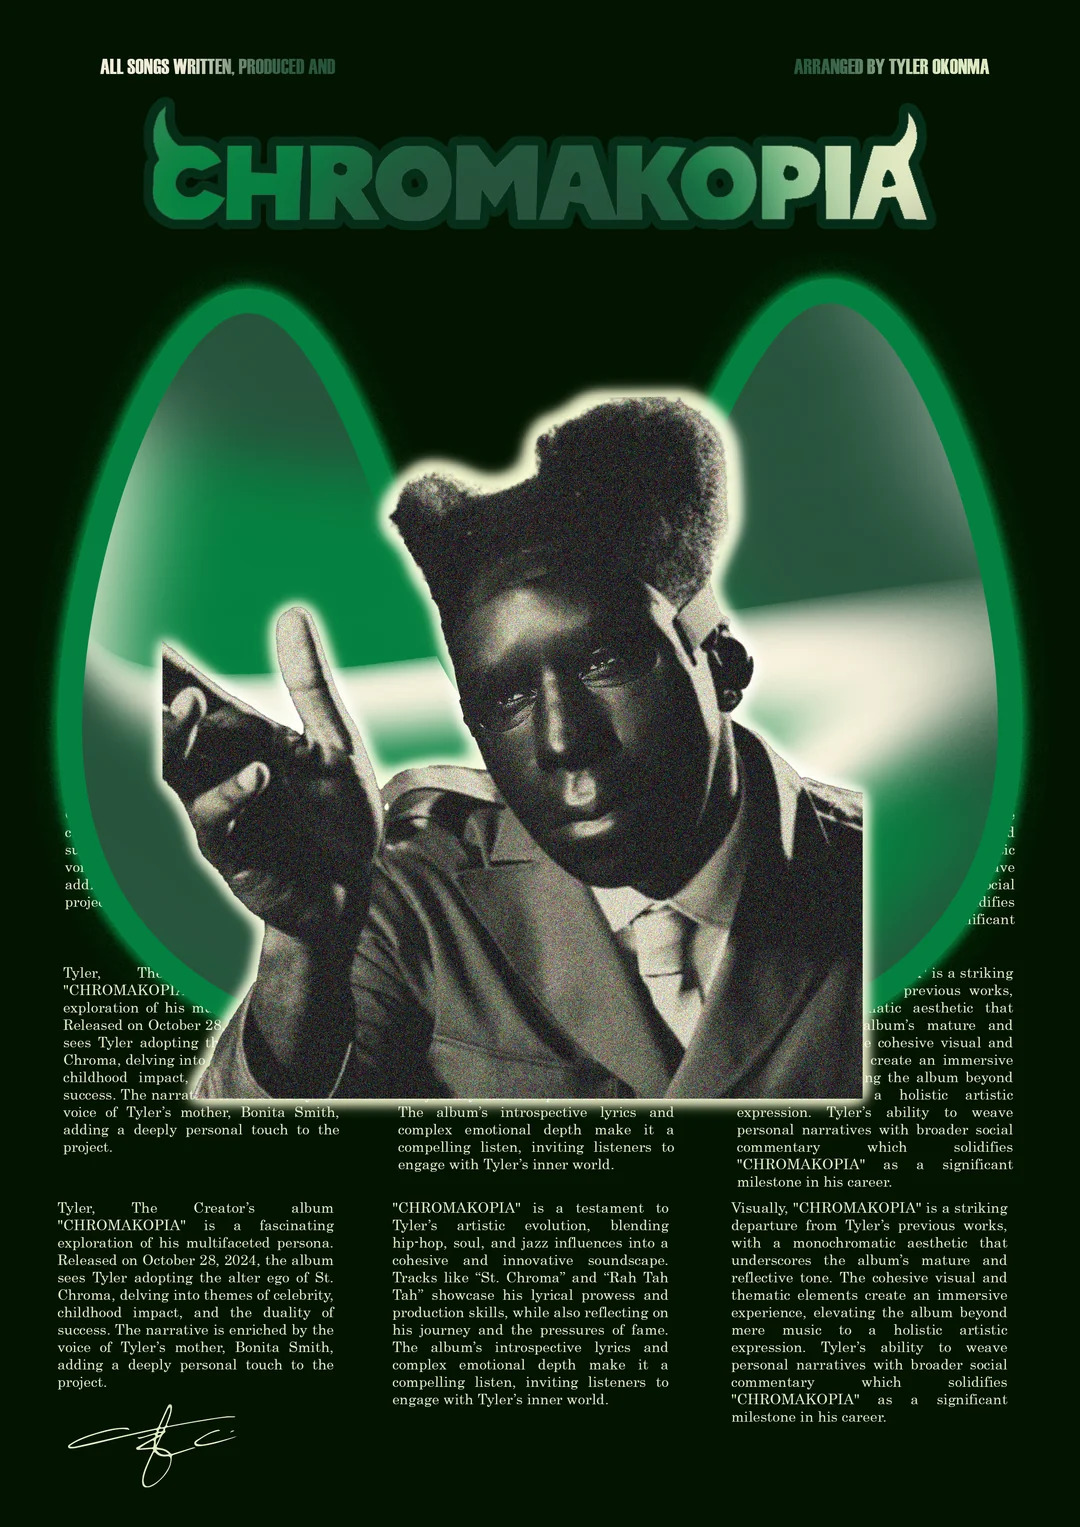 ALL SONGS WRITTEN, PRODUCED AND
ARRANGED BY TYLER OKONMA
CHROMAKOPIA
Tyler,
"CHROMAKOPIA
exploration of his
Released on October 28
sees Tyler adopting
Chroma, delving into
childhood impact,
success. The
voice of Tyler's mother, Bonita Smith,
adding a deeply personal touch to the
project.
The album's introspective lyrics and
complex emotional depth make it a
compelling listen, inviting listeners to
engage with Tyler's inner world.
is a striking
previous works,
aesthetic that
album's mature and
cohesive visual and
create an immersive
the album beyond
a holistic artistic
expression. Tyler's ability to weave
personal narratives with broader social
commentary which solidifies
"CHROMAKOPIA" as a significant
milestone in his career.
Tyler, The Creator's album
"CHROMAKOPIA" is a fascinating
exploration of his multifaceted persona.
Released on October 28, 2024, the album
sees Tyler adopting the alter ego of St.
Chroma, delving into themes of celebrity,
childhood impact, and the duality of
success. The narrative is enriched by the
voice of Tyler's mother, Bonita Smith,
adding a deeply personal touch to the
project.
"CHROMAKOPIA" is a testament to
Tyler's artistic evolution, blending
hip-hop, soul, and jazz influences into a
cohesive and innovative soundscape.
Tracks like “St. Chroma” and “Rah Tah
Tah” showcase his lyrical prowess and
production skills, while also reflecting on
his journey and the pressures of fame.
The album's introspective lyrics and
complex emotional depth make it a
compelling listen, inviting listeners to
engage with Tyler's inner world.
Visually, "CHROMAKOPIA" is a striking
departure from Tyler's previous works,
with a monochromatic aesthetic that
underscores the album's mature and
reflective tone. The cohesive visual and
thematic elements create an immersive
experience, elevating the album beyond
mere music to a holistic artistic
expression. Tyler's ability to weave
personal narratives with broader social
commentary which solidifies
"CHROMAKOPIA" as a significant
milestone in his career.